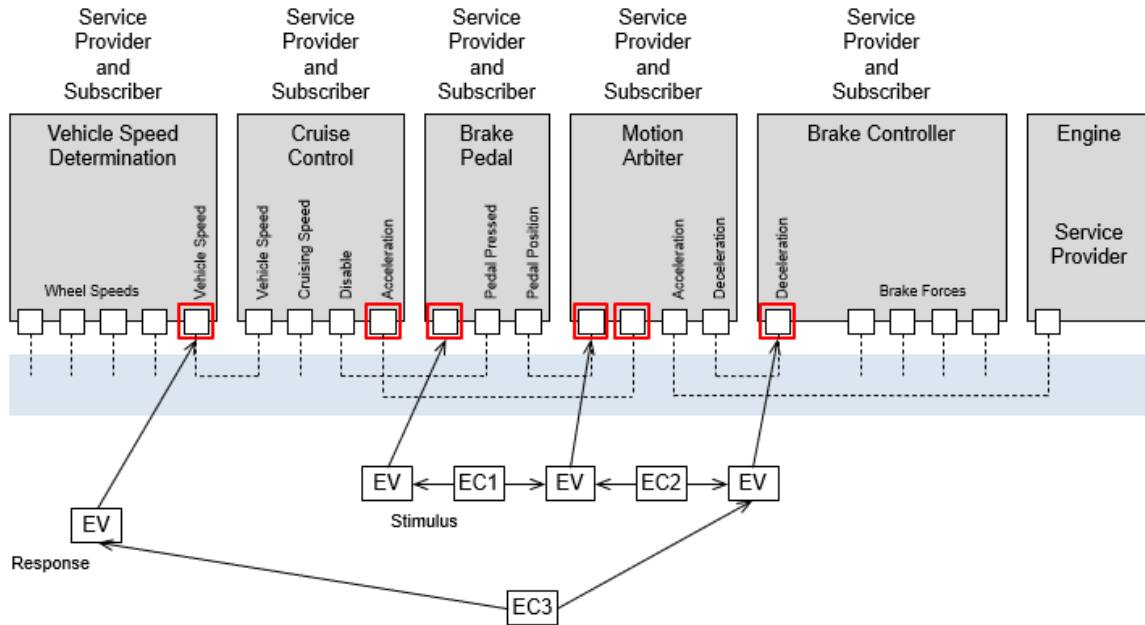 Service
Provider
and
Subscriber
Service
Provider
and
Subscriber
Service
Provider
and
Subscriber
Service
Provider
and
Subscriber
Service
Provider
and
Subscriber
Vehicle Speed
Determination
Wheel Speeds
Vehicle Speed
Cruise
Control
Vehicle Speed
Cruising Speed
Disable
Acceleration
Brake
Pedal
Pedal Pressed
Pedal Position
Motion
Arbiter
Acceleration
Deceleration
Brake Controller
Deceleration
Brake Forces
Engine
Service
Provider
EV
EC1
EV
EC2
EV
Stimulus
EV
Response
EC3